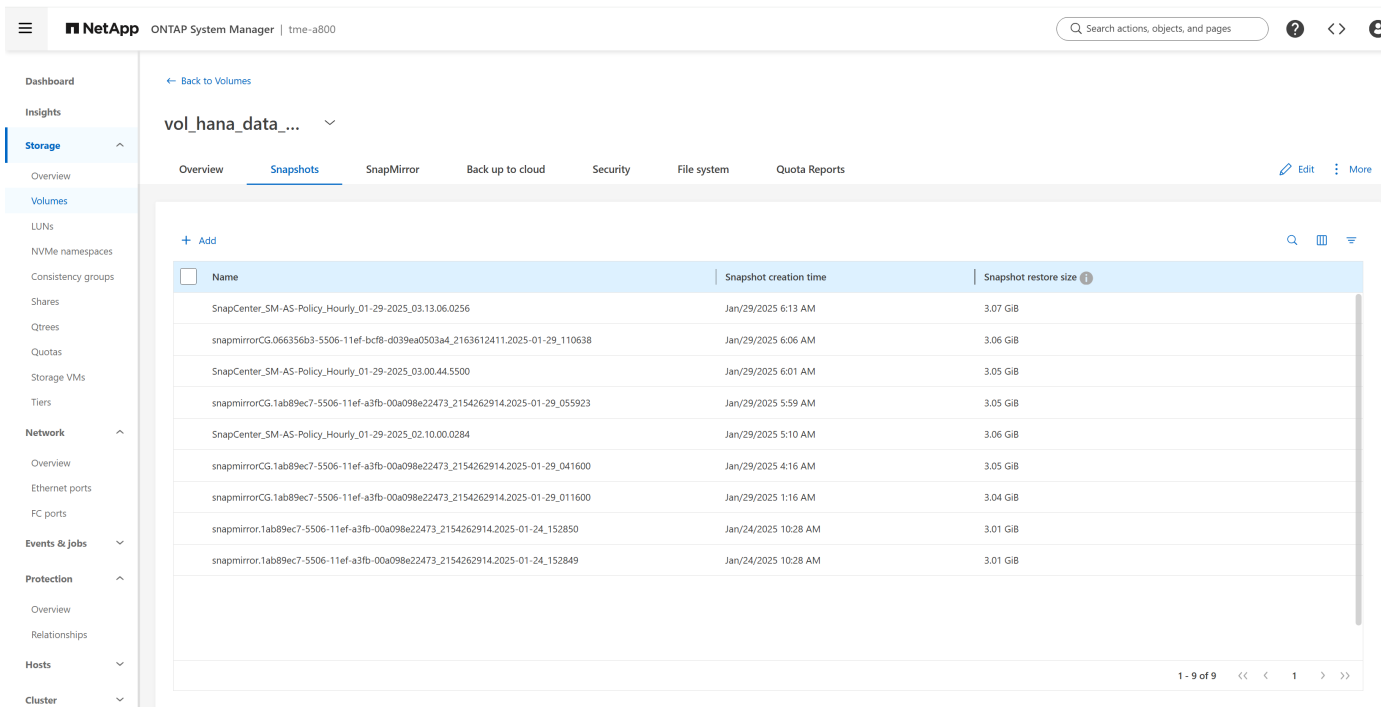 NetApp ONTAP System Manager | tme-a800
Search actions, objects, and pages
Dashboard
Insights
Storage
Overview
Volumes
LUNs
NVMe namespaces
Consistency groups
Shares
Qtrees
Quotas
Storage VMs
Tiers
Network
Overview
Ethernet ports
FC ports
Events & jobs
Protection
Overview
Relationships
Hosts
Cluster
← Back to Volumes
vol_hana_data_...
Overview Snapshots SnapMirror Back up to cloud Security File system Quota Reports
Edit More
+ Add
Name Snapshot creation time Snapshot restore size
SnapCenter_SM-AS-Policy_Hourly_01-29-2025_03.13.06.0256 Jan/29/2025 6:13 AM 3.07 GiB
snapmirrorCG.066356b3-5506-11ef-bcf8-d039ea0503a4_2163612411.2025-01-29_110638 Jan/29/2025 6:06 AM 3.06 GiB
SnapCenter_SM-AS-Policy_Hourly_01-29-2025_03.00.44.5500 Jan/29/2025 6:01 AM 3.05 GiB
snapmirrorCG.1ab89ec7-5506-11ef-a3fb-00a098e22473_2154262914.2025-01-29_055923 Jan/29/2025 5:59 AM 3.05 GiB
SnapCenter_SM-AS-Policy_Hourly_01-29-2025_02.10.00.0284 Jan/29/2025 5:10 AM 3.06 GiB
snapmirrorCG.1ab89ec7-5506-11ef-a3fb-00a098e22473_2154262914.2025-01-29_041600 Jan/29/2025 4:16 AM 3.05 GiB
snapmirrorCG.1ab89ec7-5506-11ef-a3fb-00a098e22473_2154262914.2025-01-29_011600 Jan/29/2025 1:16 AM 3.04 GiB
snapmirror.1ab89ec7-5506-11ef-a3fb-00a098e22473_2154262914.2025-01-24_152850 Jan/24/2025 10:28 AM 3.01 GiB
snapmirror.1ab89ec7-5506-11ef-a3fb-00a098e22473_2154262914.2025-01-24_152849 Jan/24/2025 10:28 AM 3.01 GiB
1 - 9 of 9 << < 1 > >>